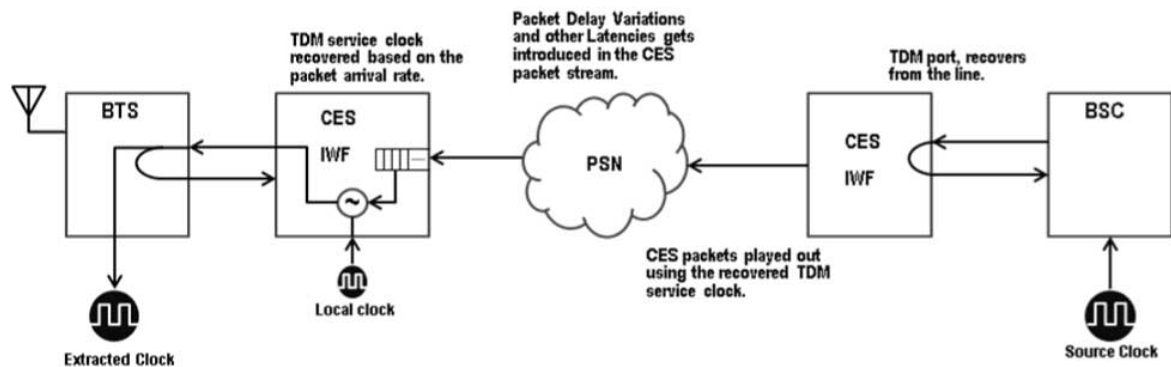 Packet Delay Variations
and other Latencies gets
introduced in the CES
packet stream.
TDM service clock
recovered based on the
packet arrival rate.
TDM port, recovers
from the line.
BTS
CES
IWF
PSN
CES
IWF
BSC
CES packets played out
using the recovered TDM
service clock.
Local clock
Extracted Clock
Source Clock